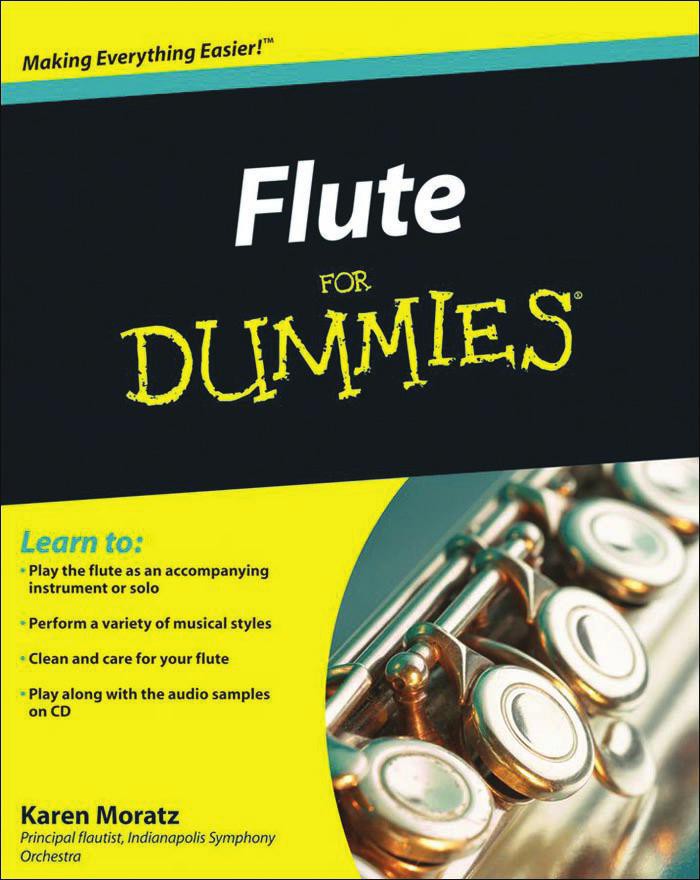 Making Everything Easier!™
Flute
FOR
DUMMIES®
Learn to:
• Play the flute as an accompanying
instrument or solo
• Perform a variety of musical styles
• Clean and care for your flute
• Play along with the audio samples
on CD
Karen Moratz
Principal flautist, Indianapolis Symphony
Orchestra